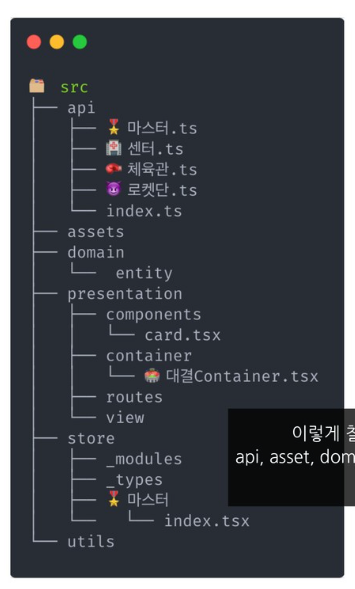 src
api
마스터.ts
센터.ts
체육관.ts
로켓단.ts
index.ts
assets
domain
entity
presentation
components
card.tsx
container
대결Container.tsx
routes
view
이렇게
store
api, asset, dom
_modules
_types
마스터
index.tsx
utils